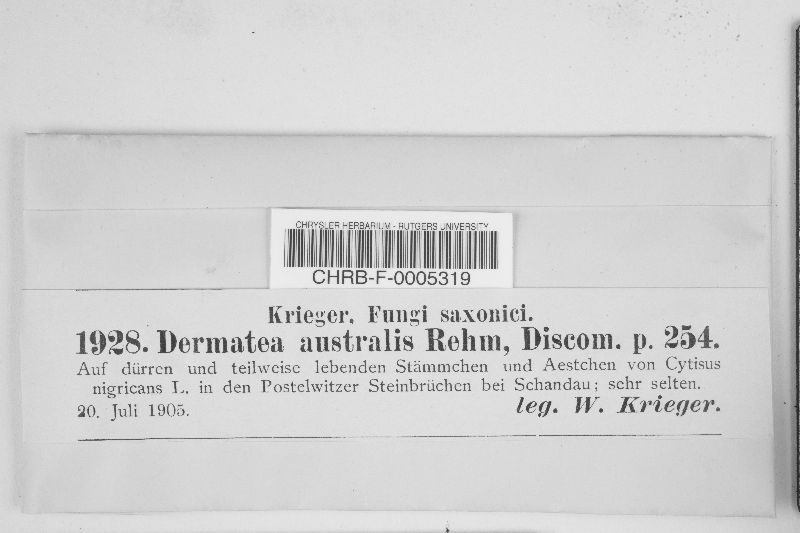 CHRYSLER HERBARIUM - RUTGERS UNIVERSITY
CHRB-F-0005319
Krieger, Fungi saxonici.
1928. Dermatea australis Rehm, Discom. p. 254.
Auf dürren und teilweise lebenden Stämmchen und Aestchen von Cytisus
nigricans L. in den Postelwitzer Steinbrüchen bei Schandau; sehr selten.
20. Juli 1905.
leg. W. Krieger.